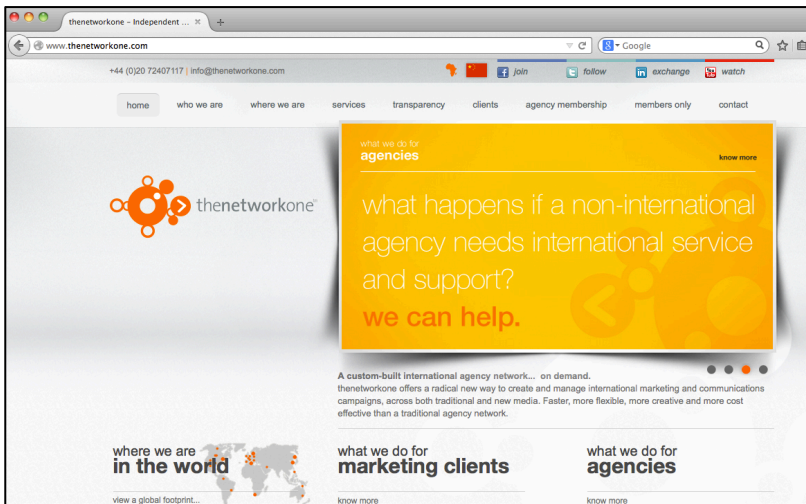 thenetworkone – Independent ...
www.thenetworkone.com
Google
+44 (0)20 72407117 | info@thenetworkone.com
join
follow
in exchange
You Tube watch
home
who we are
where we are
services
transparency
clients
agency membership
members only
contact
what we do for
agencies
know more
thenetworkone™
what happens if a non-international
agency needs international service
and support?
we can help.
A custom-built international agency network... on demand.
thenetworkone offers a radical new way to create and manage international marketing and communications
campaigns, across both traditional and new media. Faster, more flexible, more creative and more cost
effective than a traditional agency network.
where we are
in the world
view a global footprint...
what we do for
marketing clients
know more
what we do for
agencies
know more